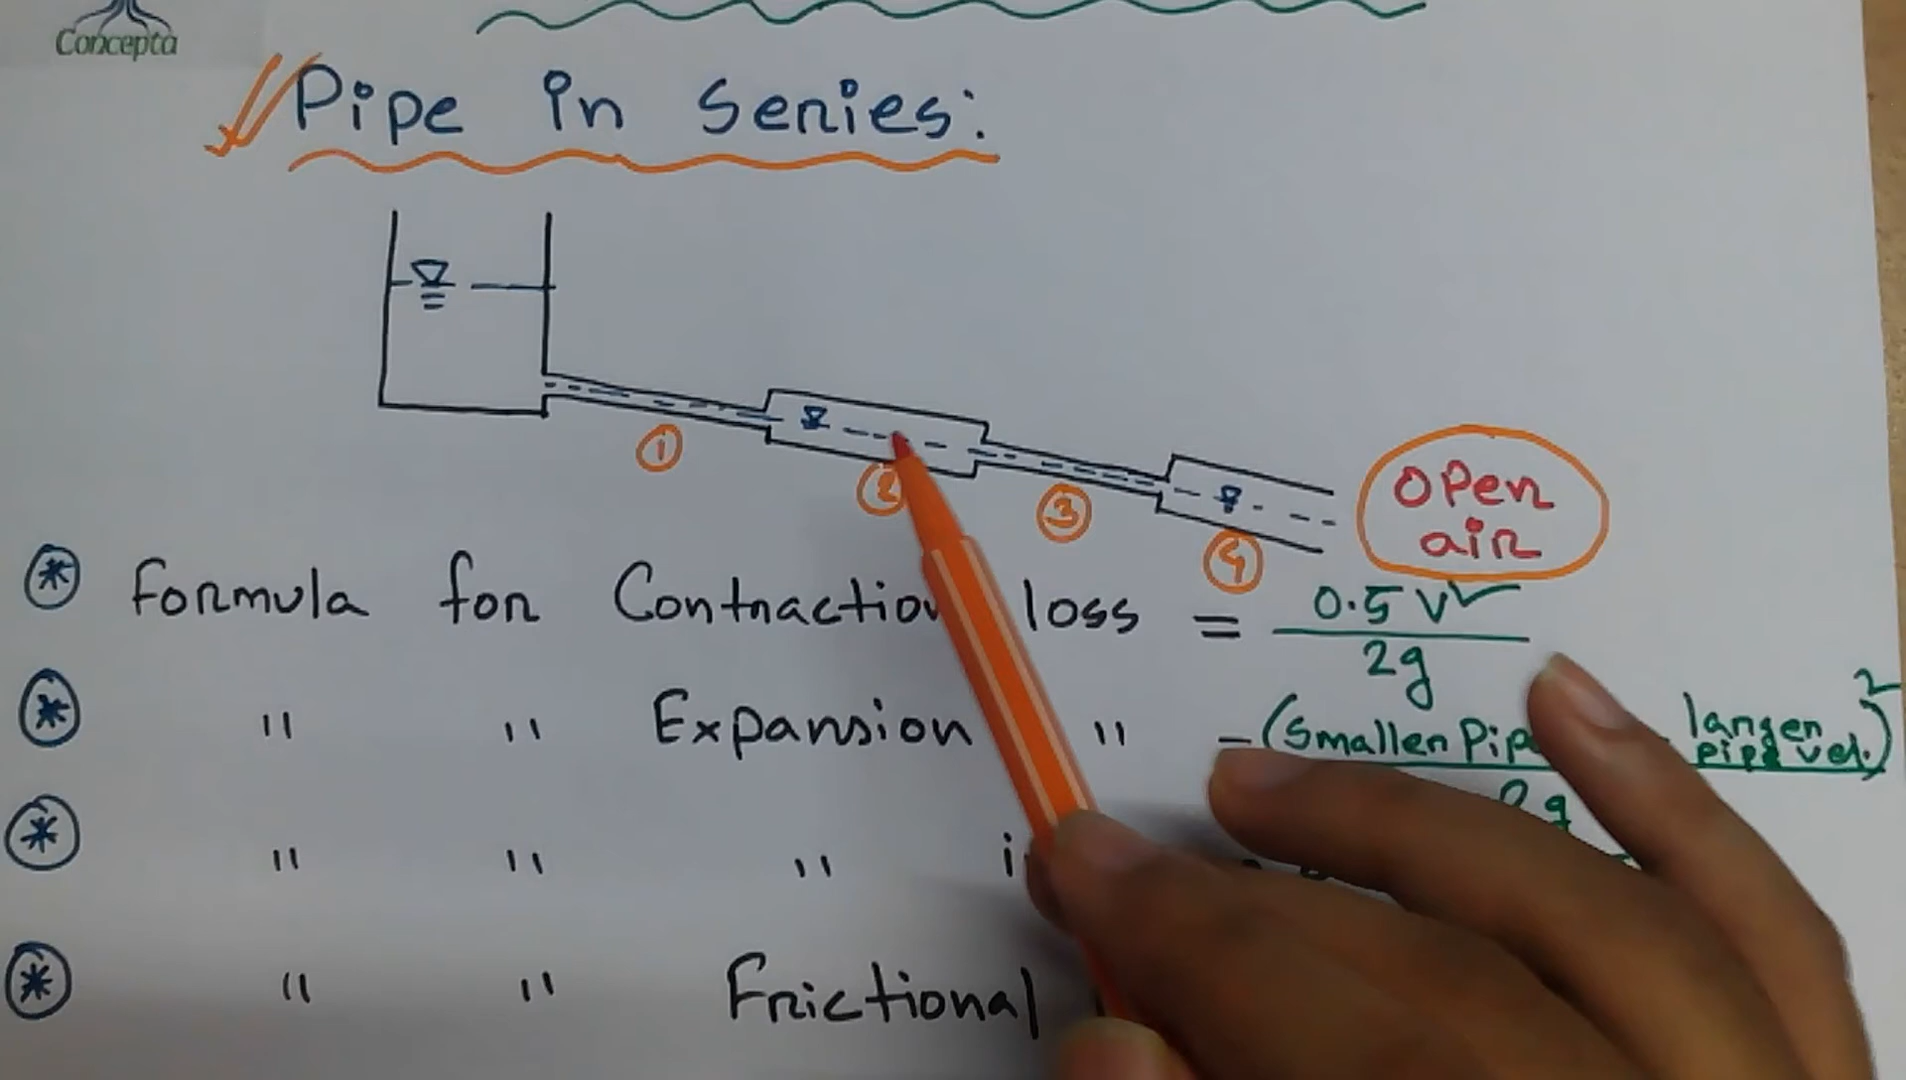 Concepta
Pipe in Series:
1
2
3
4
Open
air
* Formula for Contraction loss = 0.5 v²
2g
* " " Expansion " = (Smaller Pipe larger
pipe vel.)²
2g
* " " "
* " " Frictional